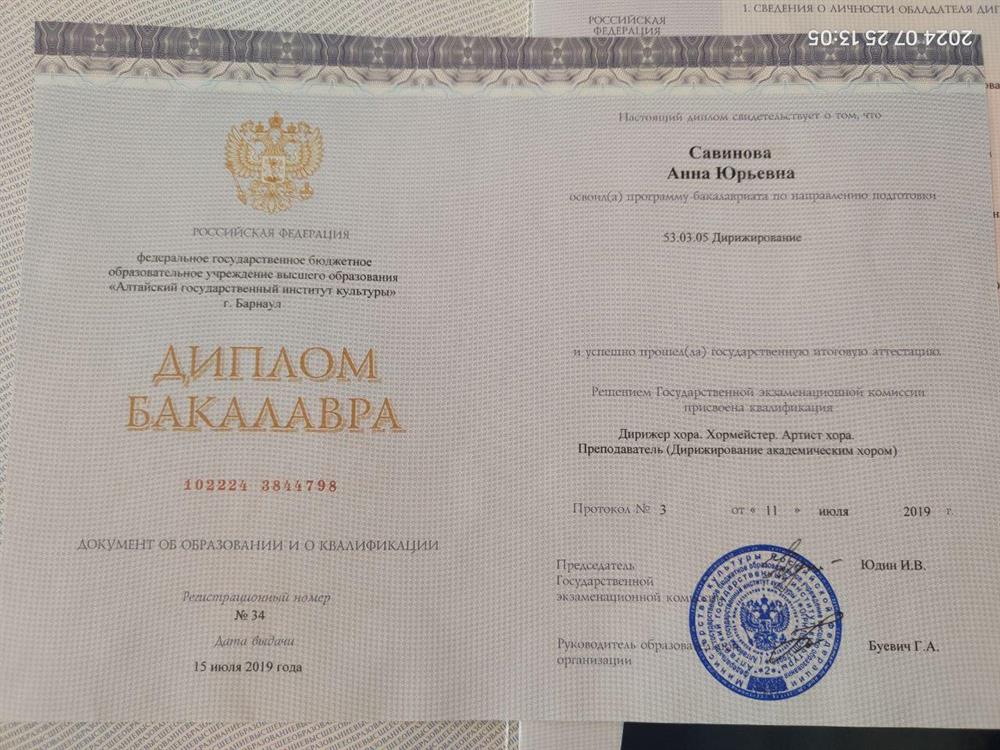 РОССИЙСКАЯ
ФЕДЕРАЦИЯ
1. СВЕДЕНИЯ О ЛИЧНОСТИ ОБЛАДАТЕЛЯ
2024 07 25 13:05
РОССИЙСКАЯ ФЕДЕРАЦИЯ
федеральное государственное бюджетное
образовательное учреждение высшего образования
«Алтайский государственный институт культуры»
г. Барнаул
ДИПЛОМ
БАКАЛАВРА
102224 3844798
ДОКУМЕНТ ОБ ОБРАЗОВАНИИ И О КВАЛИФИКАЦИИ
Регистрационный номер
№ 34
Дата выдачи
15 июля 2019 года
Настоящий диплом свидетельствует о том, что
Савинова
Анна Юрьевна
освоил(а) программу бакалавриата по направлению подготовки
53.03.05 Дирижирование
и успешно прошел(ла) государственную итоговую аттестацию.
Решением Государственной экзаменационной комиссии
присвоена квалификация
Дирижер хора. Хормейстер. Артист хора.
Преподаватель (Дирижирование академическим хором)
Протокол № 3 от « 11 » июля 2019 г.
Председатель
Государственной
экзаменационной
Юдин И.В.
Руководитель
организации
Буевич Г.А.